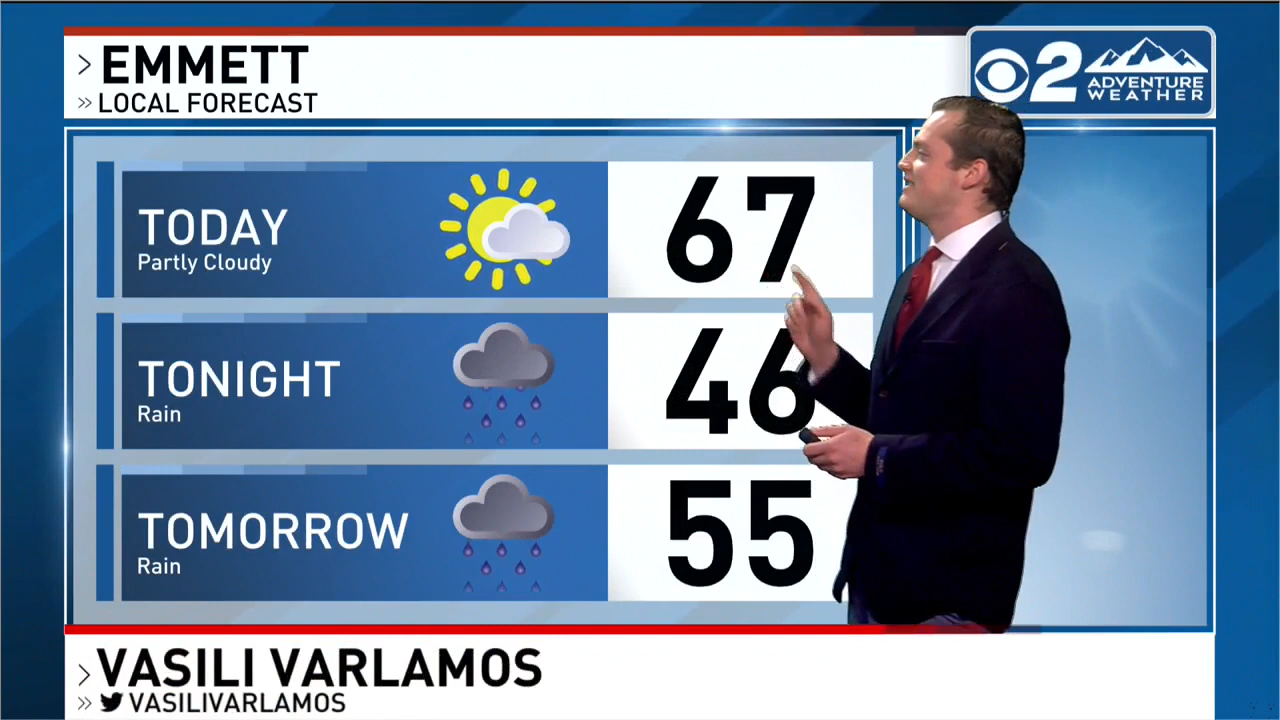 > EMMETT
>> LOCAL FORECAST
2 ADVENTURE
WEATHER
TODAY
Partly Cloudy
67
TONIGHT
Rain
46
TOMORROW
Rain
55
> VASILI VARLAMOS
>> VASILIVARLAMOS